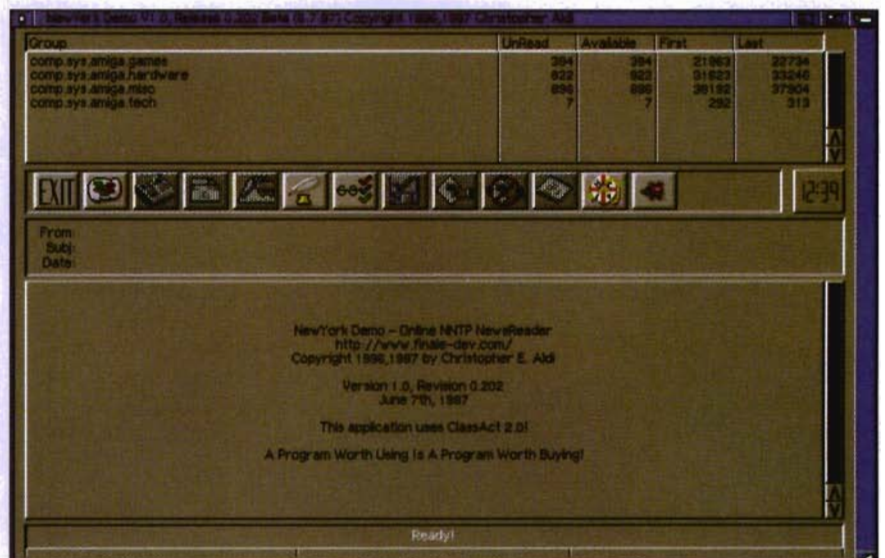 NewYork Demo V1.0, Release 0.202 Beta (6.7.97) Copyright 1996,1997 Christopher Aldi
Group UnRead Available First Last
comp.sys.amiga.games 394 394 21963 22734
comp.sys.amiga.hardware 822 822 31823 33246
comp.sys.amiga.misc 896 896 36192 37904
comp.sys.amiga.tech 7 7 292 313
EXIT
12:39
From:
Subj:
Date:
NewYork Demo - Online NNTP NewsReader
http://www.finale-dev.com/
Copyright 1996,1997 by Christopher E. Aldi
Version 1.0, Revision 0.202
June 7th, 1997
This application uses ClassAct 2.0!
A Program Worth Using Is A Program Worth Buying!
Ready!